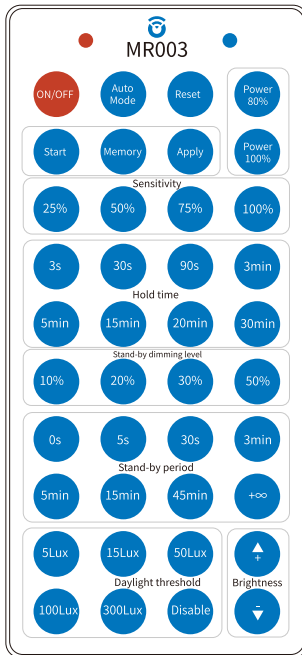 MR003
ON/OFF Auto Mode Reset Power 80%
Start Memory Apply Power 100%
Sensitivity
25% 50% 75% 100%
3s 30s 90s 3min
Hold time
5min 15min 20min 30min
Stand-by dimming level
10% 20% 30% 50%
0s 5s 30s 3min
Stand-by period
5min 15min 45min +∞
5Lux 15Lux 50Lux +
Daylight threshold Brightness
100Lux 300Lux Disable -